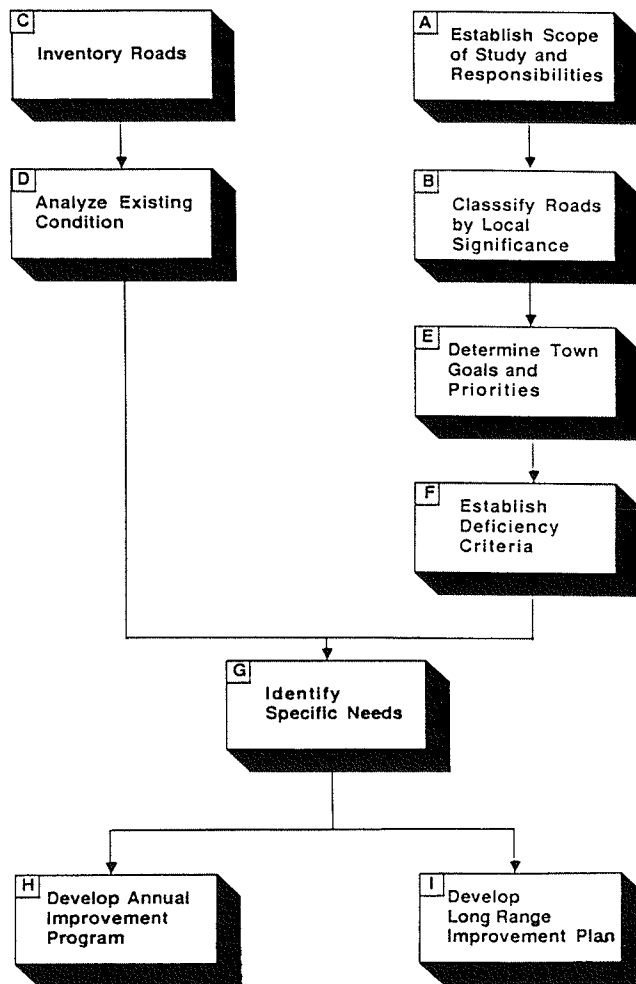 C
Inventory Roads
A
Establish Scope
of Study and
Responsibilities
D
Analyze Existing
Condition
B
Classsify Roads
by Local
Significance
E
Determine Town
Goals and
Priorities
F
Establish
Deficiency
Criteria
G
Identify
Specific Needs
H
Develop Annual
Improvement
Program
I
Develop
Long Range
Improvement Plan